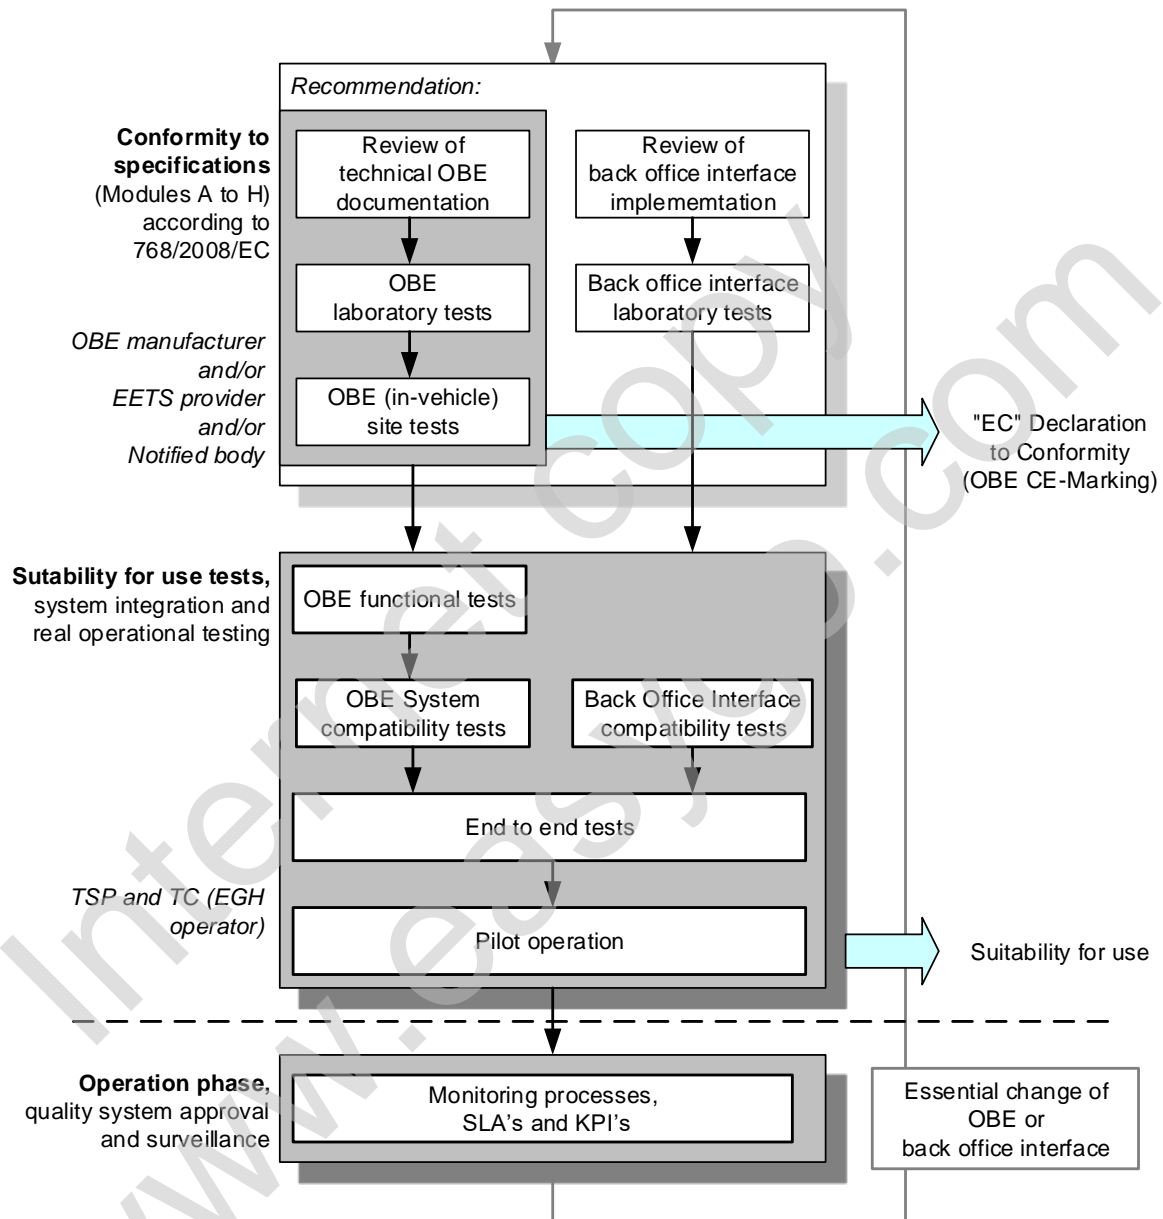 Recommendation:
Conformity to
specifications
(Modules A to H)
according to
768/2008/EC
Review of
technical OBE
documentation
Review of
back office interface
implememtation
OBE
laboratory tests
Back office interface
laboratory tests
OBE manufacturer
and/or
EETS provider
and/or
Notified body
OBE (in-vehicle)
site tests
"EC" Declaration
to Conformity
(OBE CE-Marking)
Sutability for use tests,
system integration and
real operational testing
OBE functional tests
OBE System
compatibility tests
Back Office Interface
compatibility tests
End to end tests
TSP and TC (EGH
operator)
Pilot operation
Suitability for use
Operation phase,
quality system approval
and surveillance
Monitoring processes,
SLA's and KPI's
Essential change of
OBE or
back office interface
Internet copy
www.easygo.com